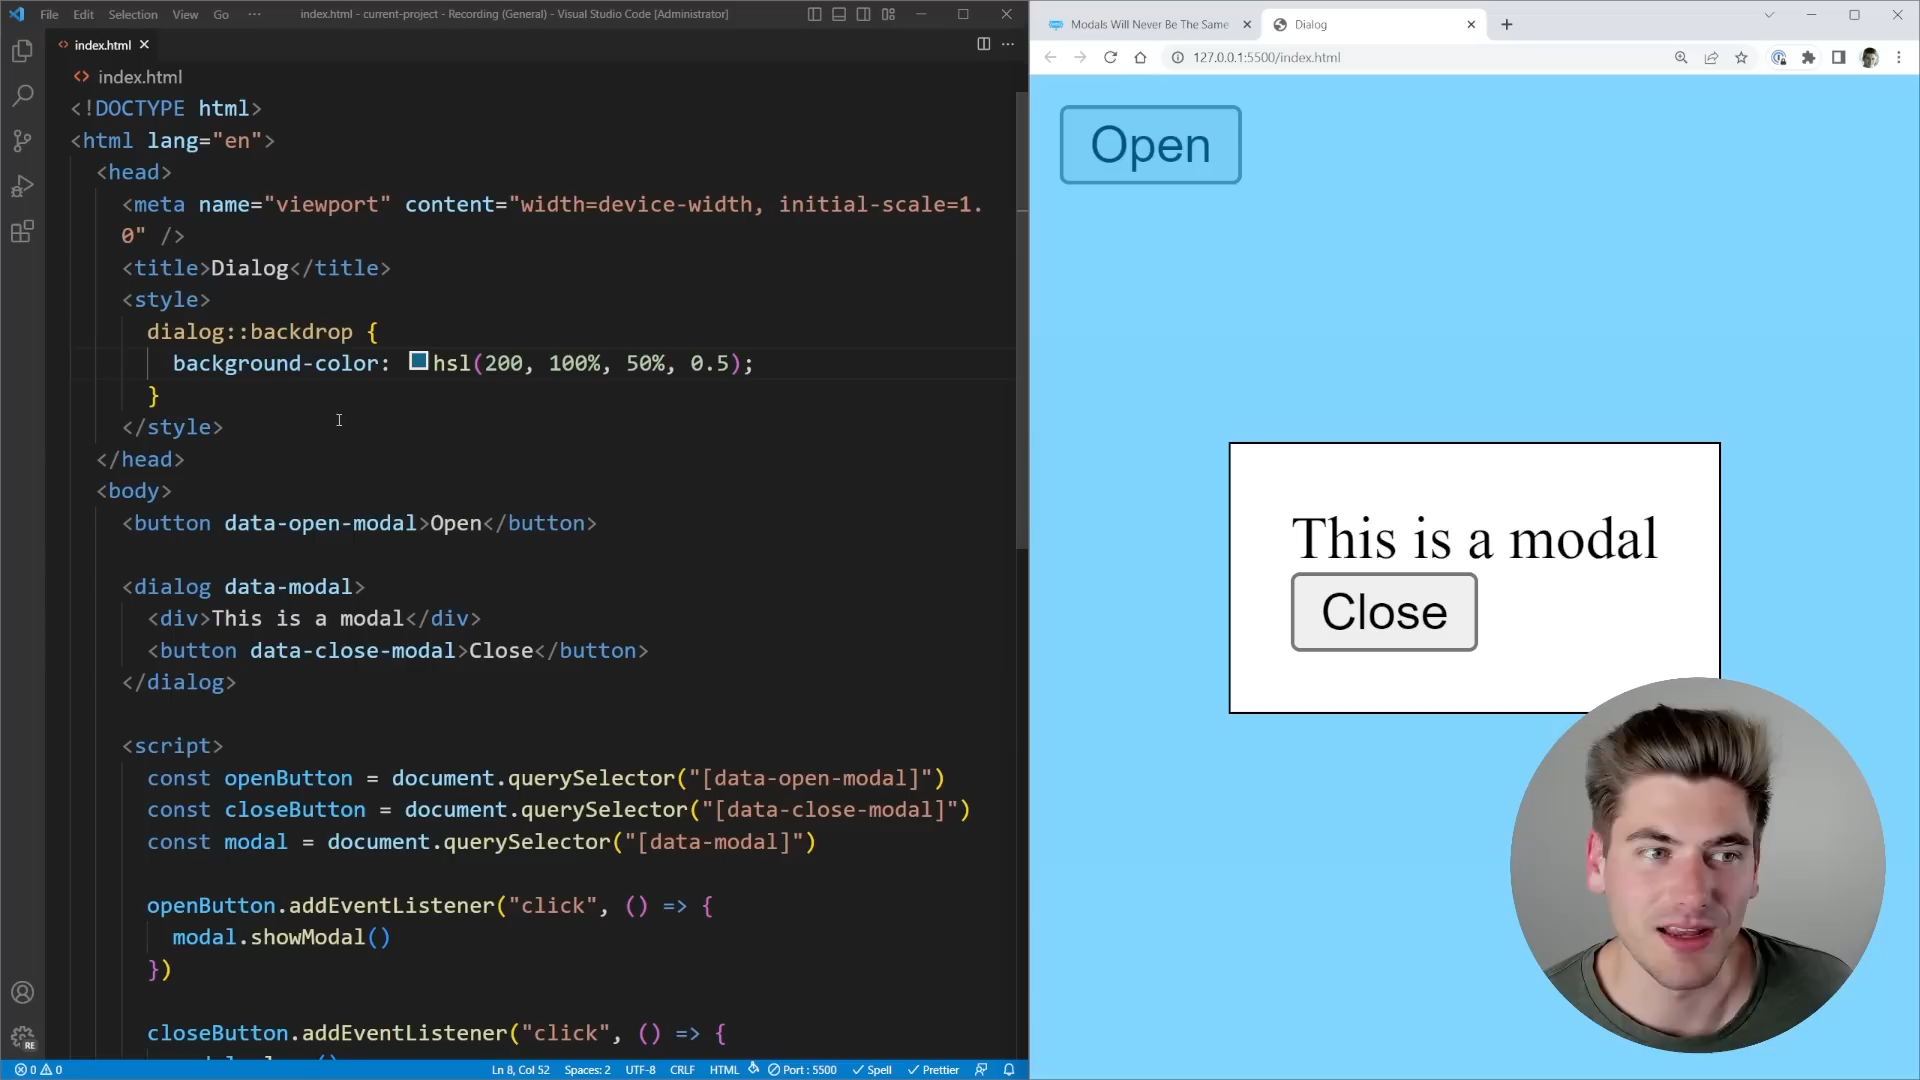 File Edit Selection View Go ··· index.html - current-project - Recording (General) - Visual Studio Code [Administrator]
index.html
index.html
<!DOCTYPE html>
<html lang="en">
<head>
<meta name="viewport" content="width=device-width, initial-scale=1.
0" />
<title>Dialog</title>
<style>
dialog::backdrop {
background-color: hsl(200, 100%, 50%, 0.5);
}
</style>
</head>
<body>
<button data-open-modal>Open</button>
<dialog data-modal>
<div>This is a modal</div>
<button data-close-modal>Close</button>
</dialog>
<script>
const openButton = document.querySelector("[data-open-modal]")
const closeButton = document.querySelector("[data-close-modal]")
const modal = document.querySelector("[data-modal]")
openButton.addEventListener("click", () => {
modal.showModal()
})
closeButton.addEventListener("click", () => {
RE
0 0 Ln 8, Col 52 Spaces: 2 UTF-8 CRLF HTML Port : 5500 Spell Prettier
Modals Will Never Be The Same
Dialog
127.0.0.1:5500/index.html
Open
This is a modal
Close